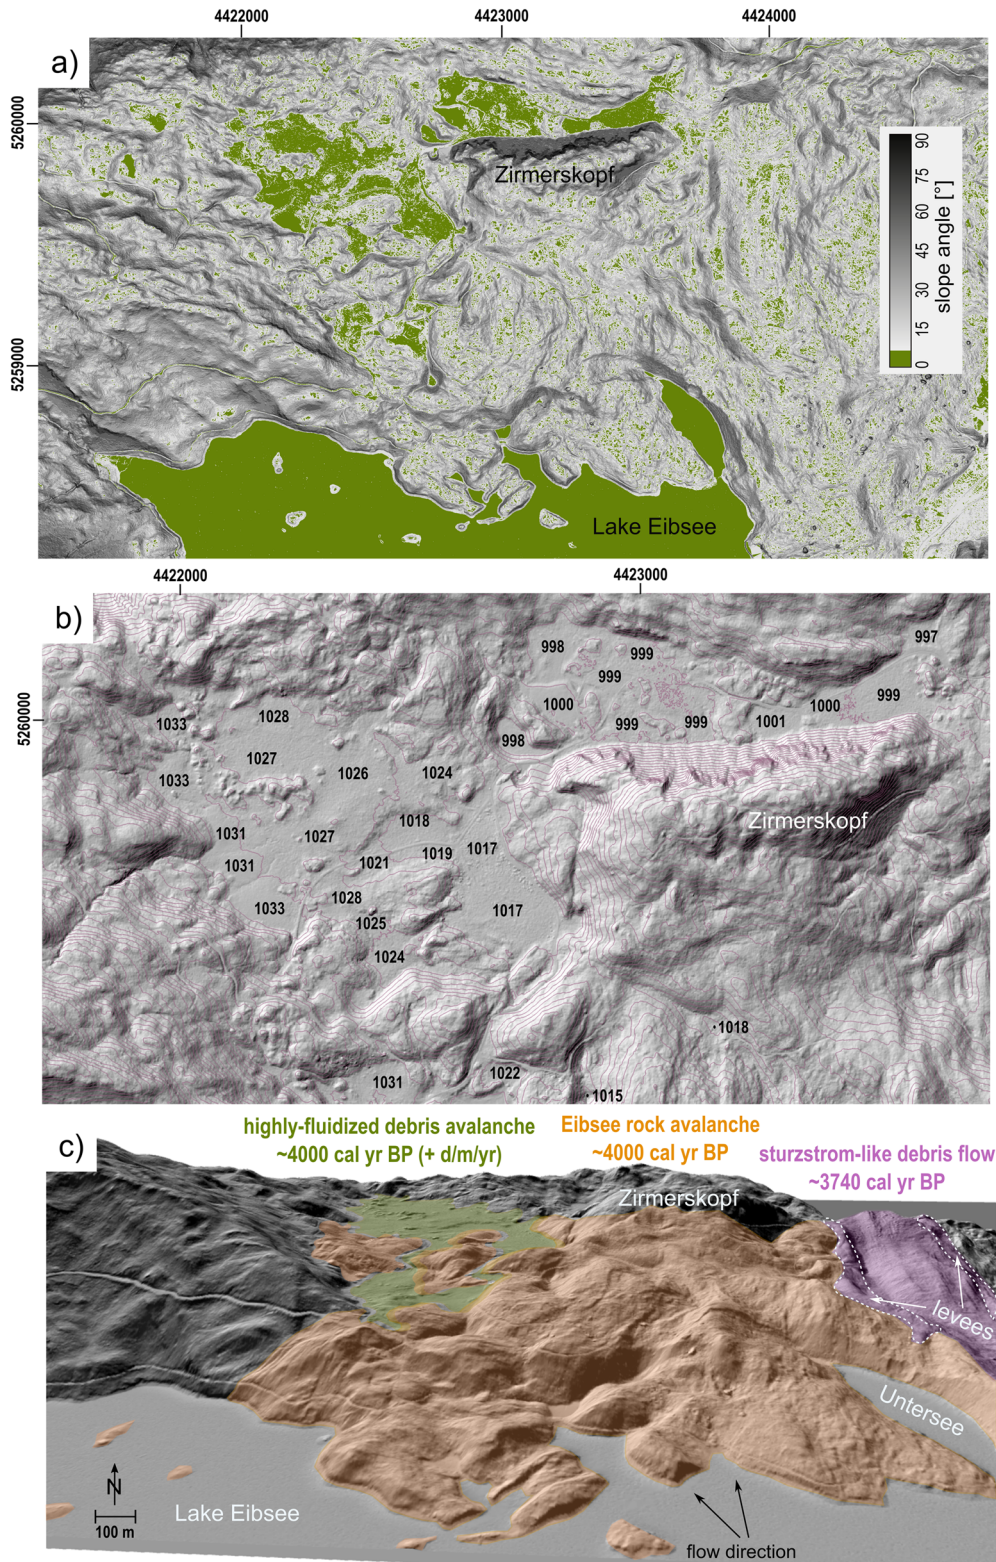 4422000 4423000 4424000
a)
5260000
5259000
Zirmerskopf
Lake Eibsee
0 15 30 45 60 75 90
slope angle [°]
4422000 4423000
b)
5260000
998 999 997
999
1033 1028 1000 999 999 1001 1000 999
998
1027 1026 1024
1033
Zirmerskopf
1031 1027 1018 1017
1031 1021 1019
1033 1028 1017
1025
1024
1018
1031 1022
1015
highly-fluidized debris avalanche
~4000 cal yr BP (+ d/m/yr)
Eibsee rock avalanche
~4000 cal yr BP
sturzstrom-like debris flow
~3740 cal yr BP
c)
Zirmerskopf
levees
Untersee
N
100 m
Lake Eibsee
flow direction